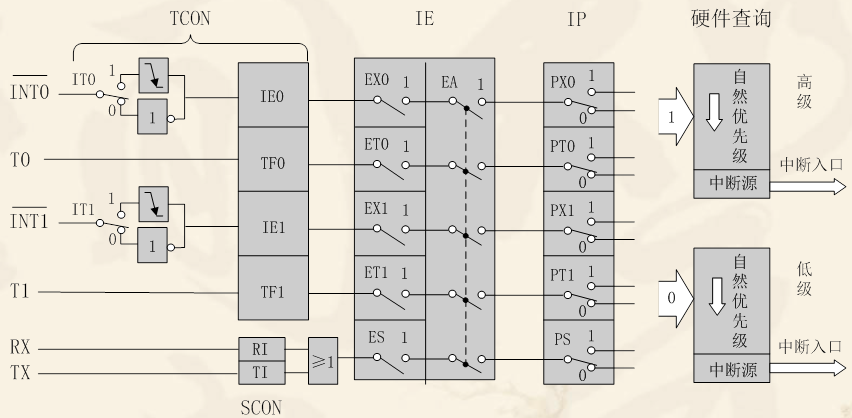 TCON IE IP 硬件查询
INT0 IT0 1 0 1 IE0 EX0 1 EA 1 PX0 1 0 1 自然优先级 高级
T0 TF0 ET0 1 PT0 1 0 中断源 中断入口
INT1 IT1 1 0 1 IE1 EX1 1 PX1 1 0
T1 TF1 ET1 1 PT1 1 0 0 自然优先级 低级
RX RI ≥1 ES 1 PS 1 0 中断源 中断入口
TX TI
SCON